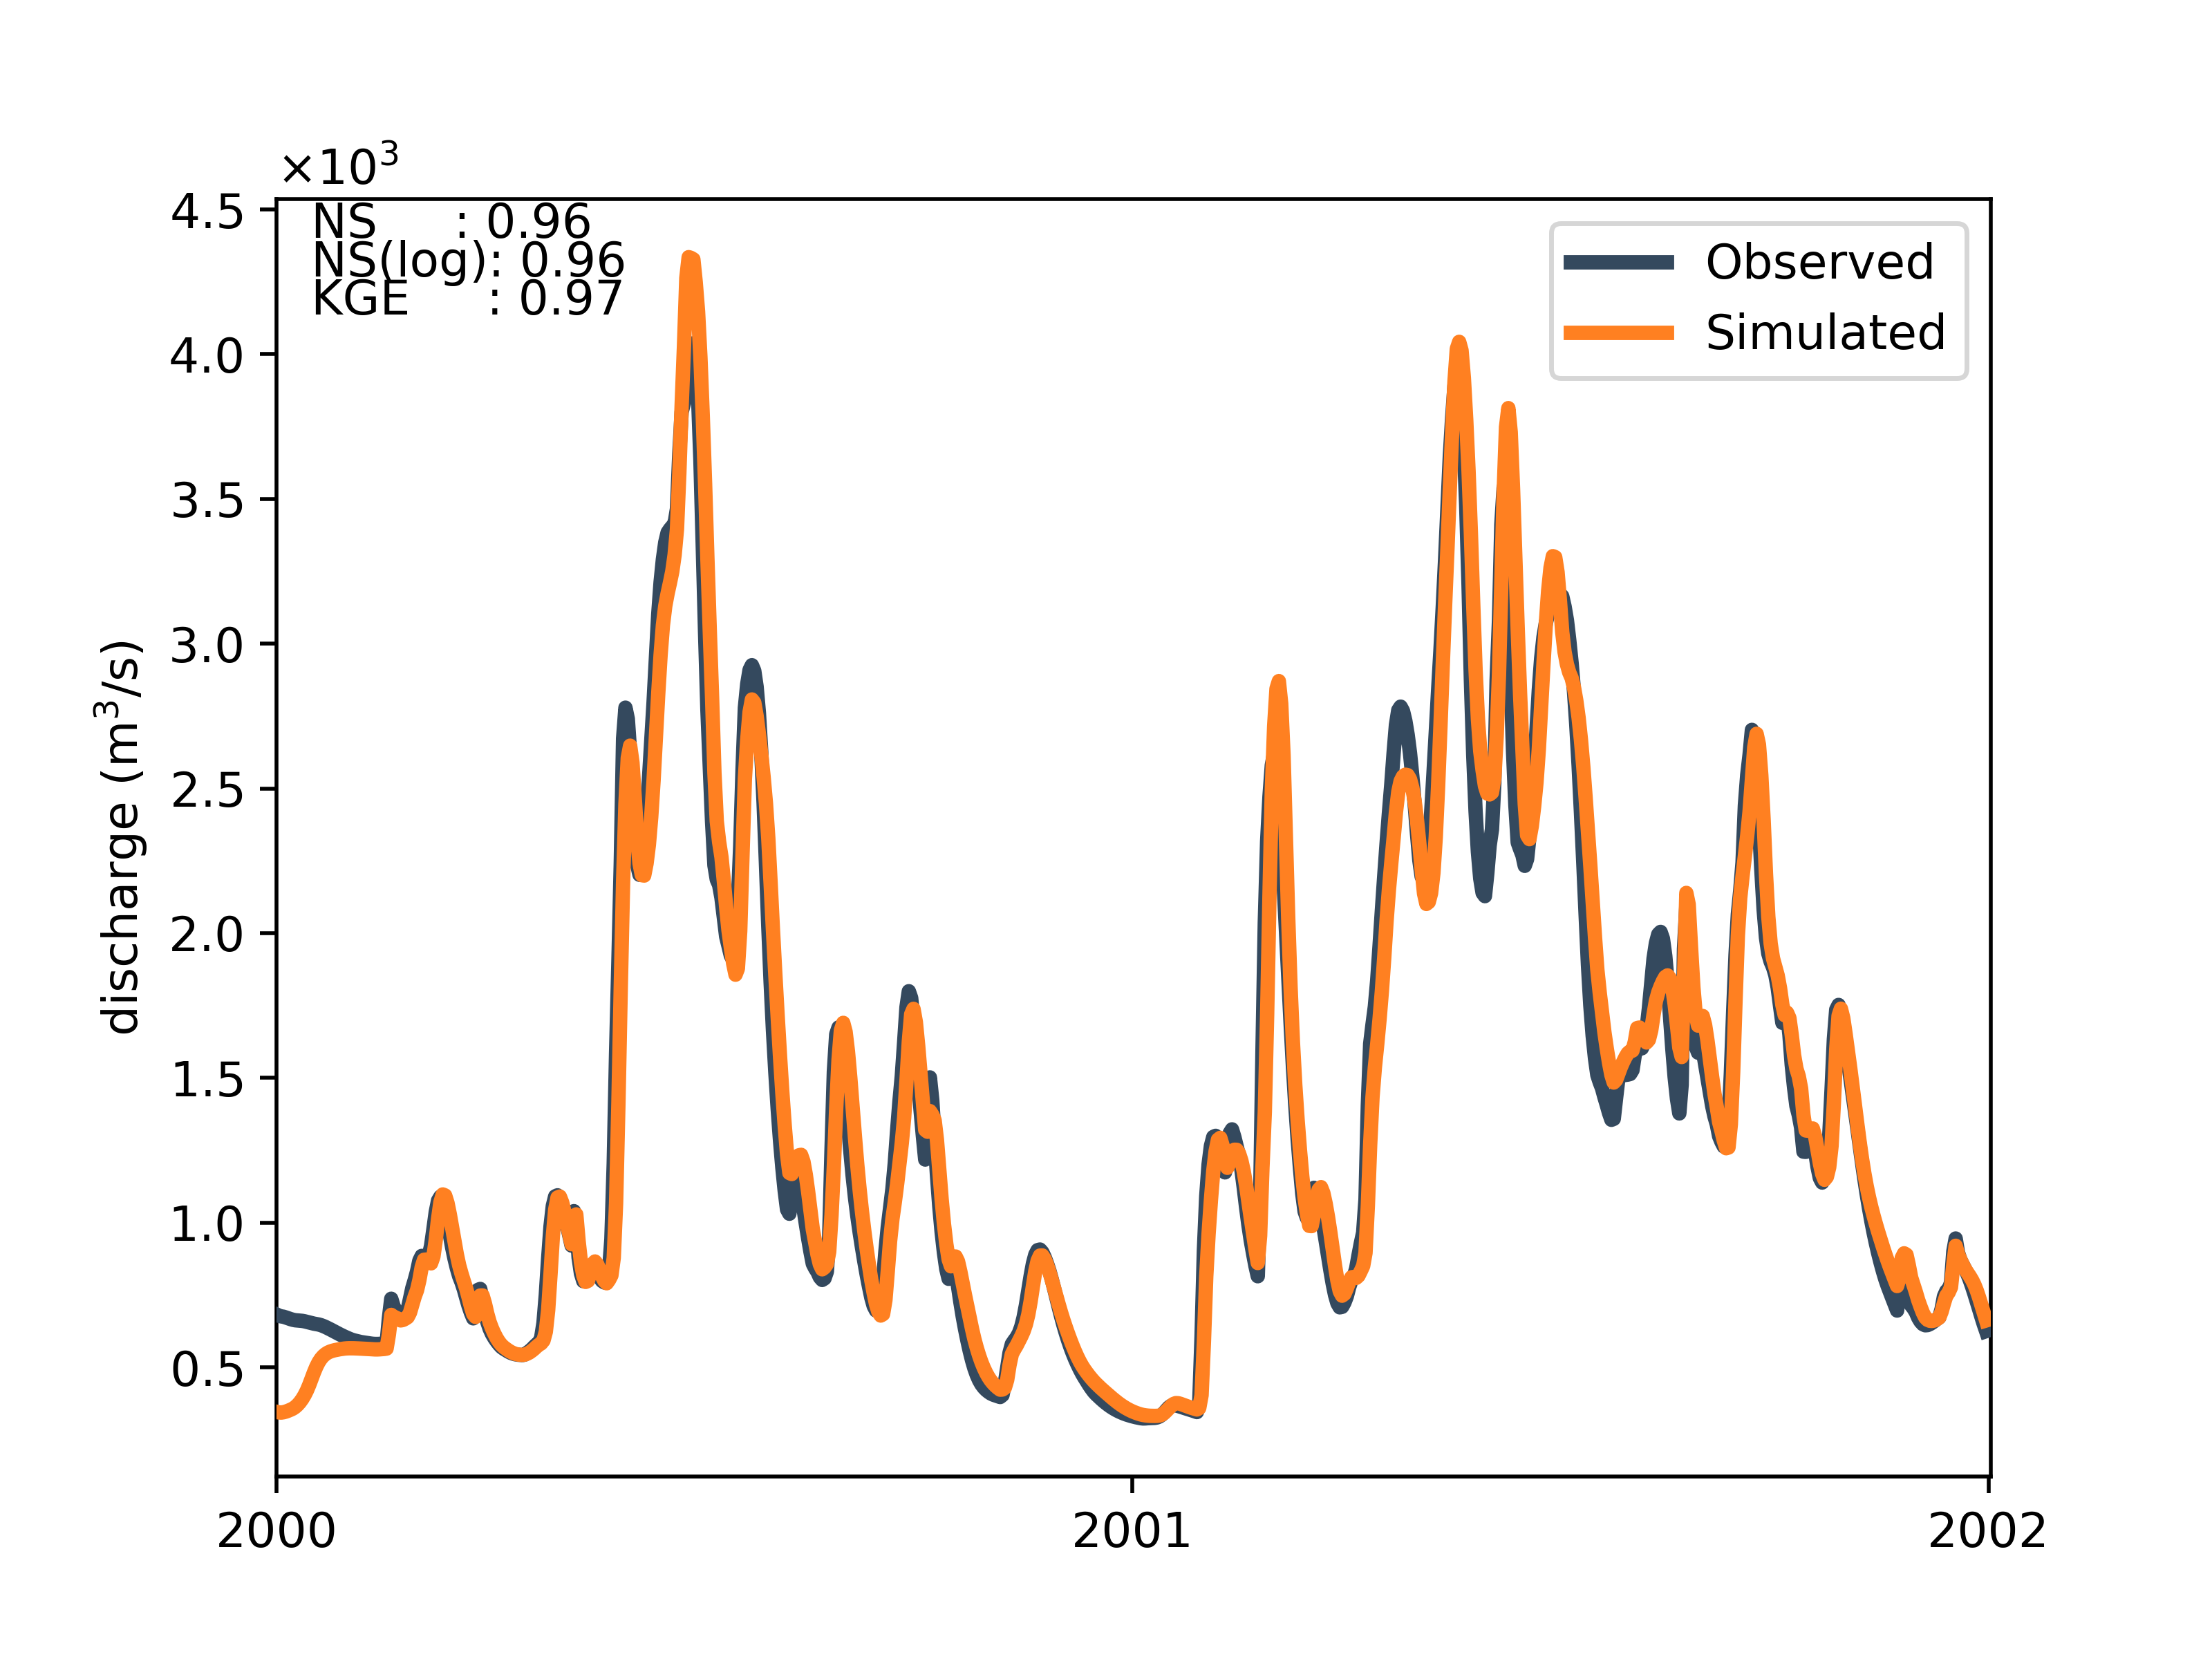 ×10³
4.5
4.0
3.5
3.0
2.5
2.0
1.5
1.0
0.5
discharge (m³/s)
NS : 0.96
NS(log): 0.96
KGE : 0.97
Observed
Simulated
2000 2001 2002